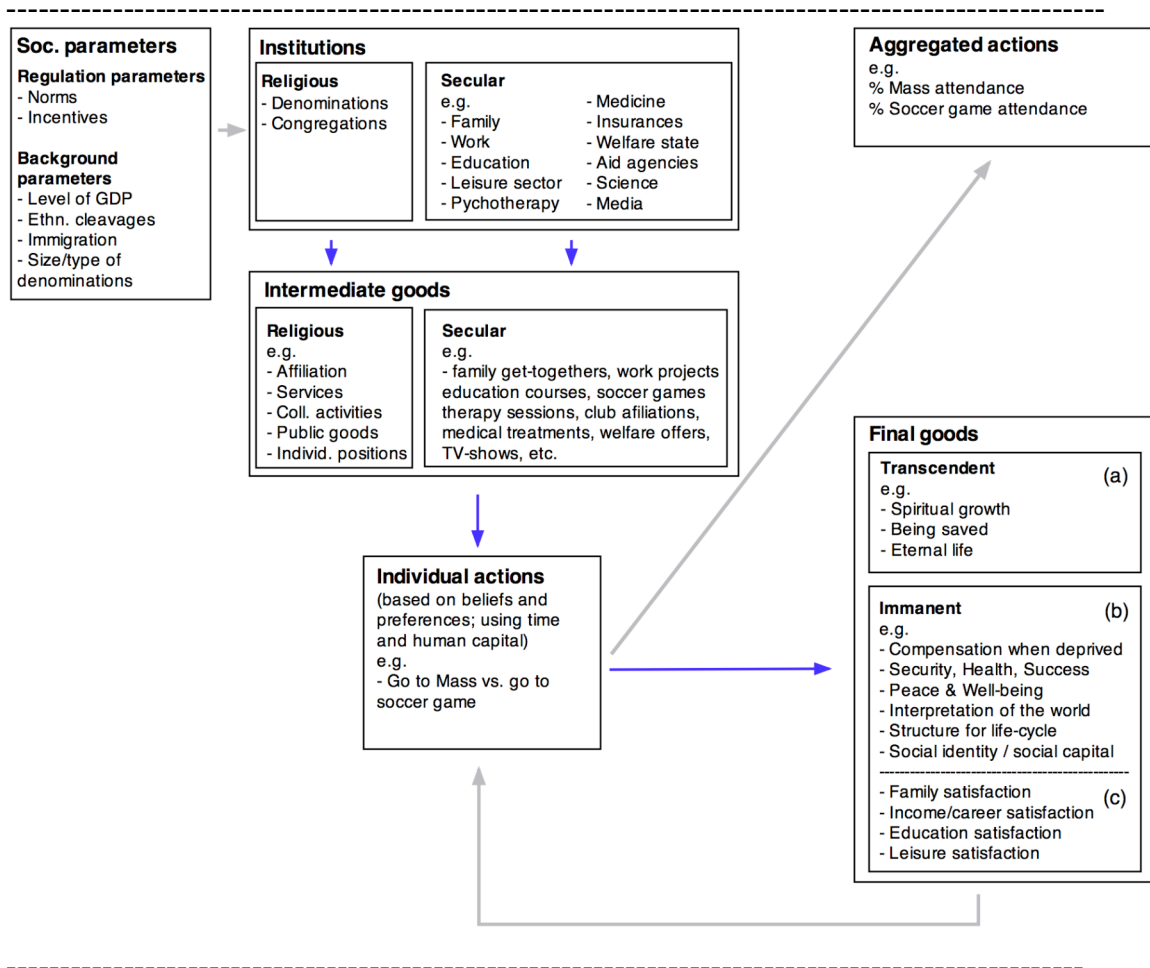 Soc. parameters
Regulation parameters
- Norms
- Incentives
Background
parameters
- Level of GDP
- Ethn. cleavages
- Immigration
- Size/type of
denominations
Institutions
Religious
- Denominations
- Congregations
Secular
e.g.
- Family
- Work
- Education
- Leisure sector
- Pychotherapy
- Medicine
- Insurances
- Welfare state
- Aid agencies
- Science
- Media
Intermediate goods
Religious
e.g.
- Affiliation
- Services
- Coll. activities
- Public goods
- Individ. positions
Secular
e.g.
- family get-togethers, work projects
education courses, soccer games
therapy sessions, club afiliations,
medical treatments, welfare offers,
TV-shows, etc.
Individual actions
(based on beliefs and
preferences; using time
and human capital)
e.g.
- Go to Mass vs. go to
soccer game
Aggregated actions
e.g.
% Mass attendance
% Soccer game attendance
Final goods
Transcendent (a)
e.g.
- Spiritual growth
- Being saved
- Eternal life
Immanent (b)
e.g.
- Compensation when deprived
- Security, Health, Success
- Peace & Well-being
- Interpretation of the world
- Structure for life-cycle
- Social identity / social capital
- Family satisfaction (c)
- Income/career satisfaction
- Education satisfaction
- Leisure satisfaction